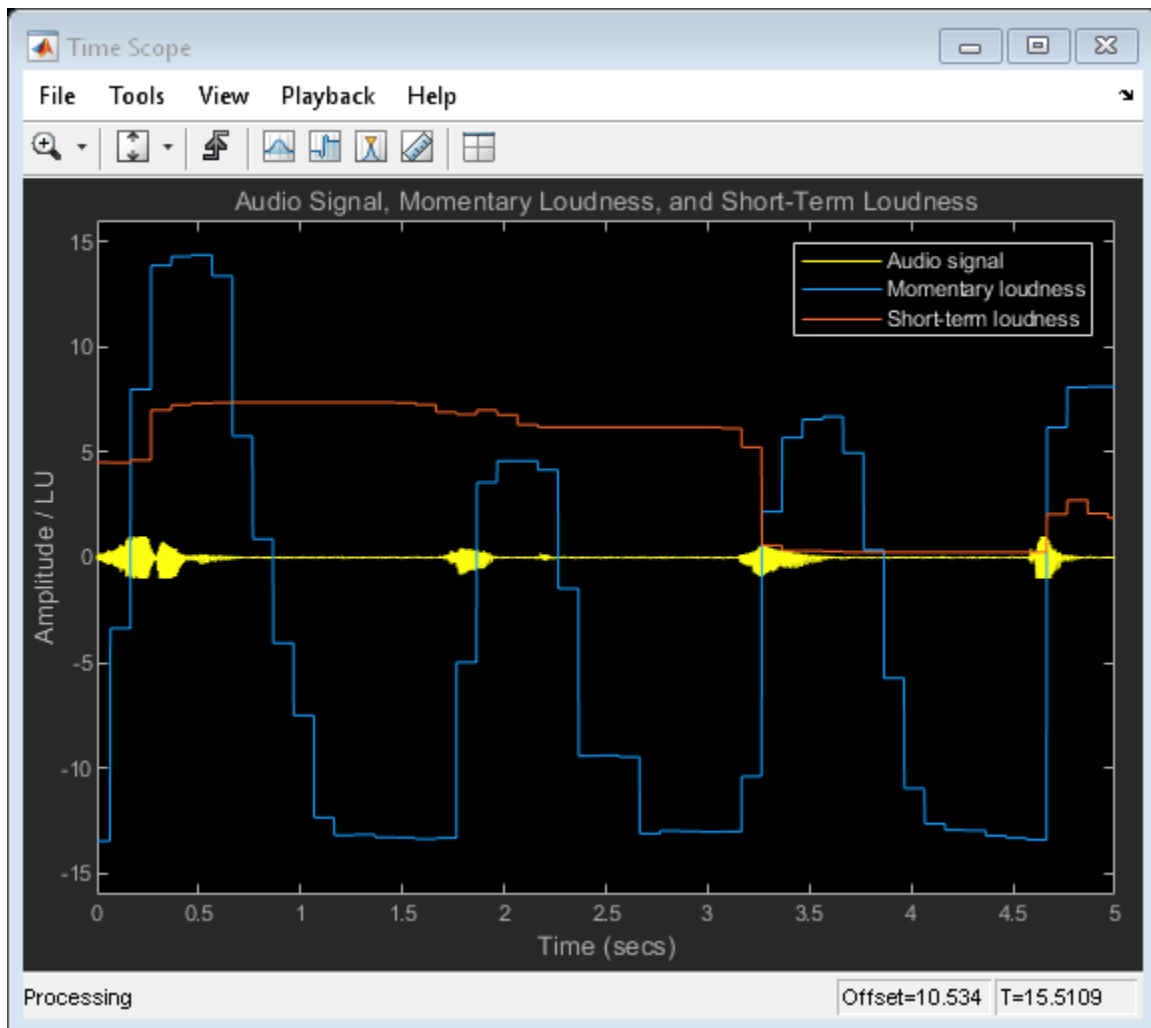 Time Scope
File Tools View Playback Help
Audio Signal, Momentary Loudness, and Short-Term Loudness
Audio signal
Momentary loudness
Short-term loudness
Amplitude / LU
15
10
5
0
-5
-10
-15
0 0.5 1 1.5 2 2.5 3 3.5 4 4.5 5
Time (secs)
Processing Offset=10.534 T=15.5109